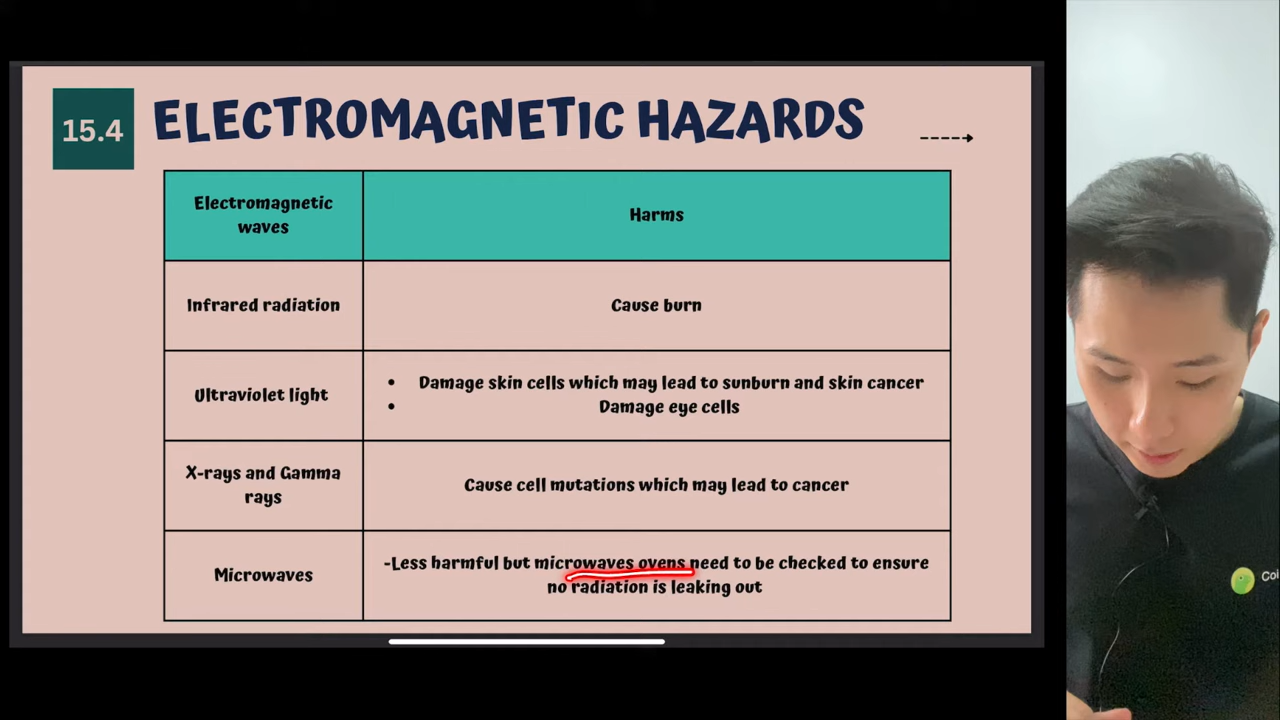 15.4
ELECTROMAGNETIC HAZARDS
Electromagnetic
waves
Harms
Infrared radiation
Cause burn
Ultraviolet light
• Damage skin cells which may lead to sunburn and skin cancer
• Damage eye cells
X-rays and Gamma
rays
Cause cell mutations which may lead to cancer
Microwaves
-Less harmful but microwaves ovens need to be checked to ensure
no radiation is leaking out